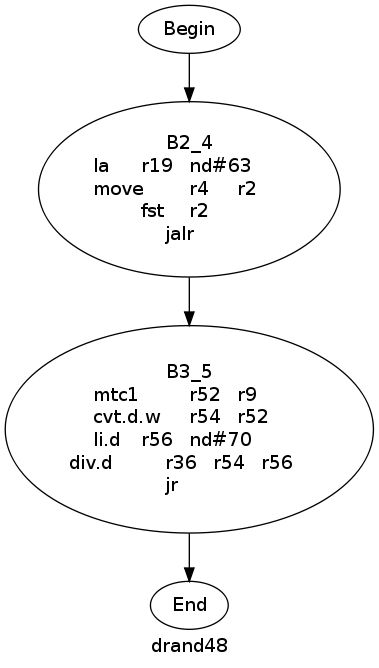 Begin
B2_4
la r19 nd#63
move r4 r2
fst r2
jalr
B3_5
mtc1 r52 r9
cvt.d.w r54 r52
li.d r56 nd#70
div.d r36 r54 r56
jr
End
drand48